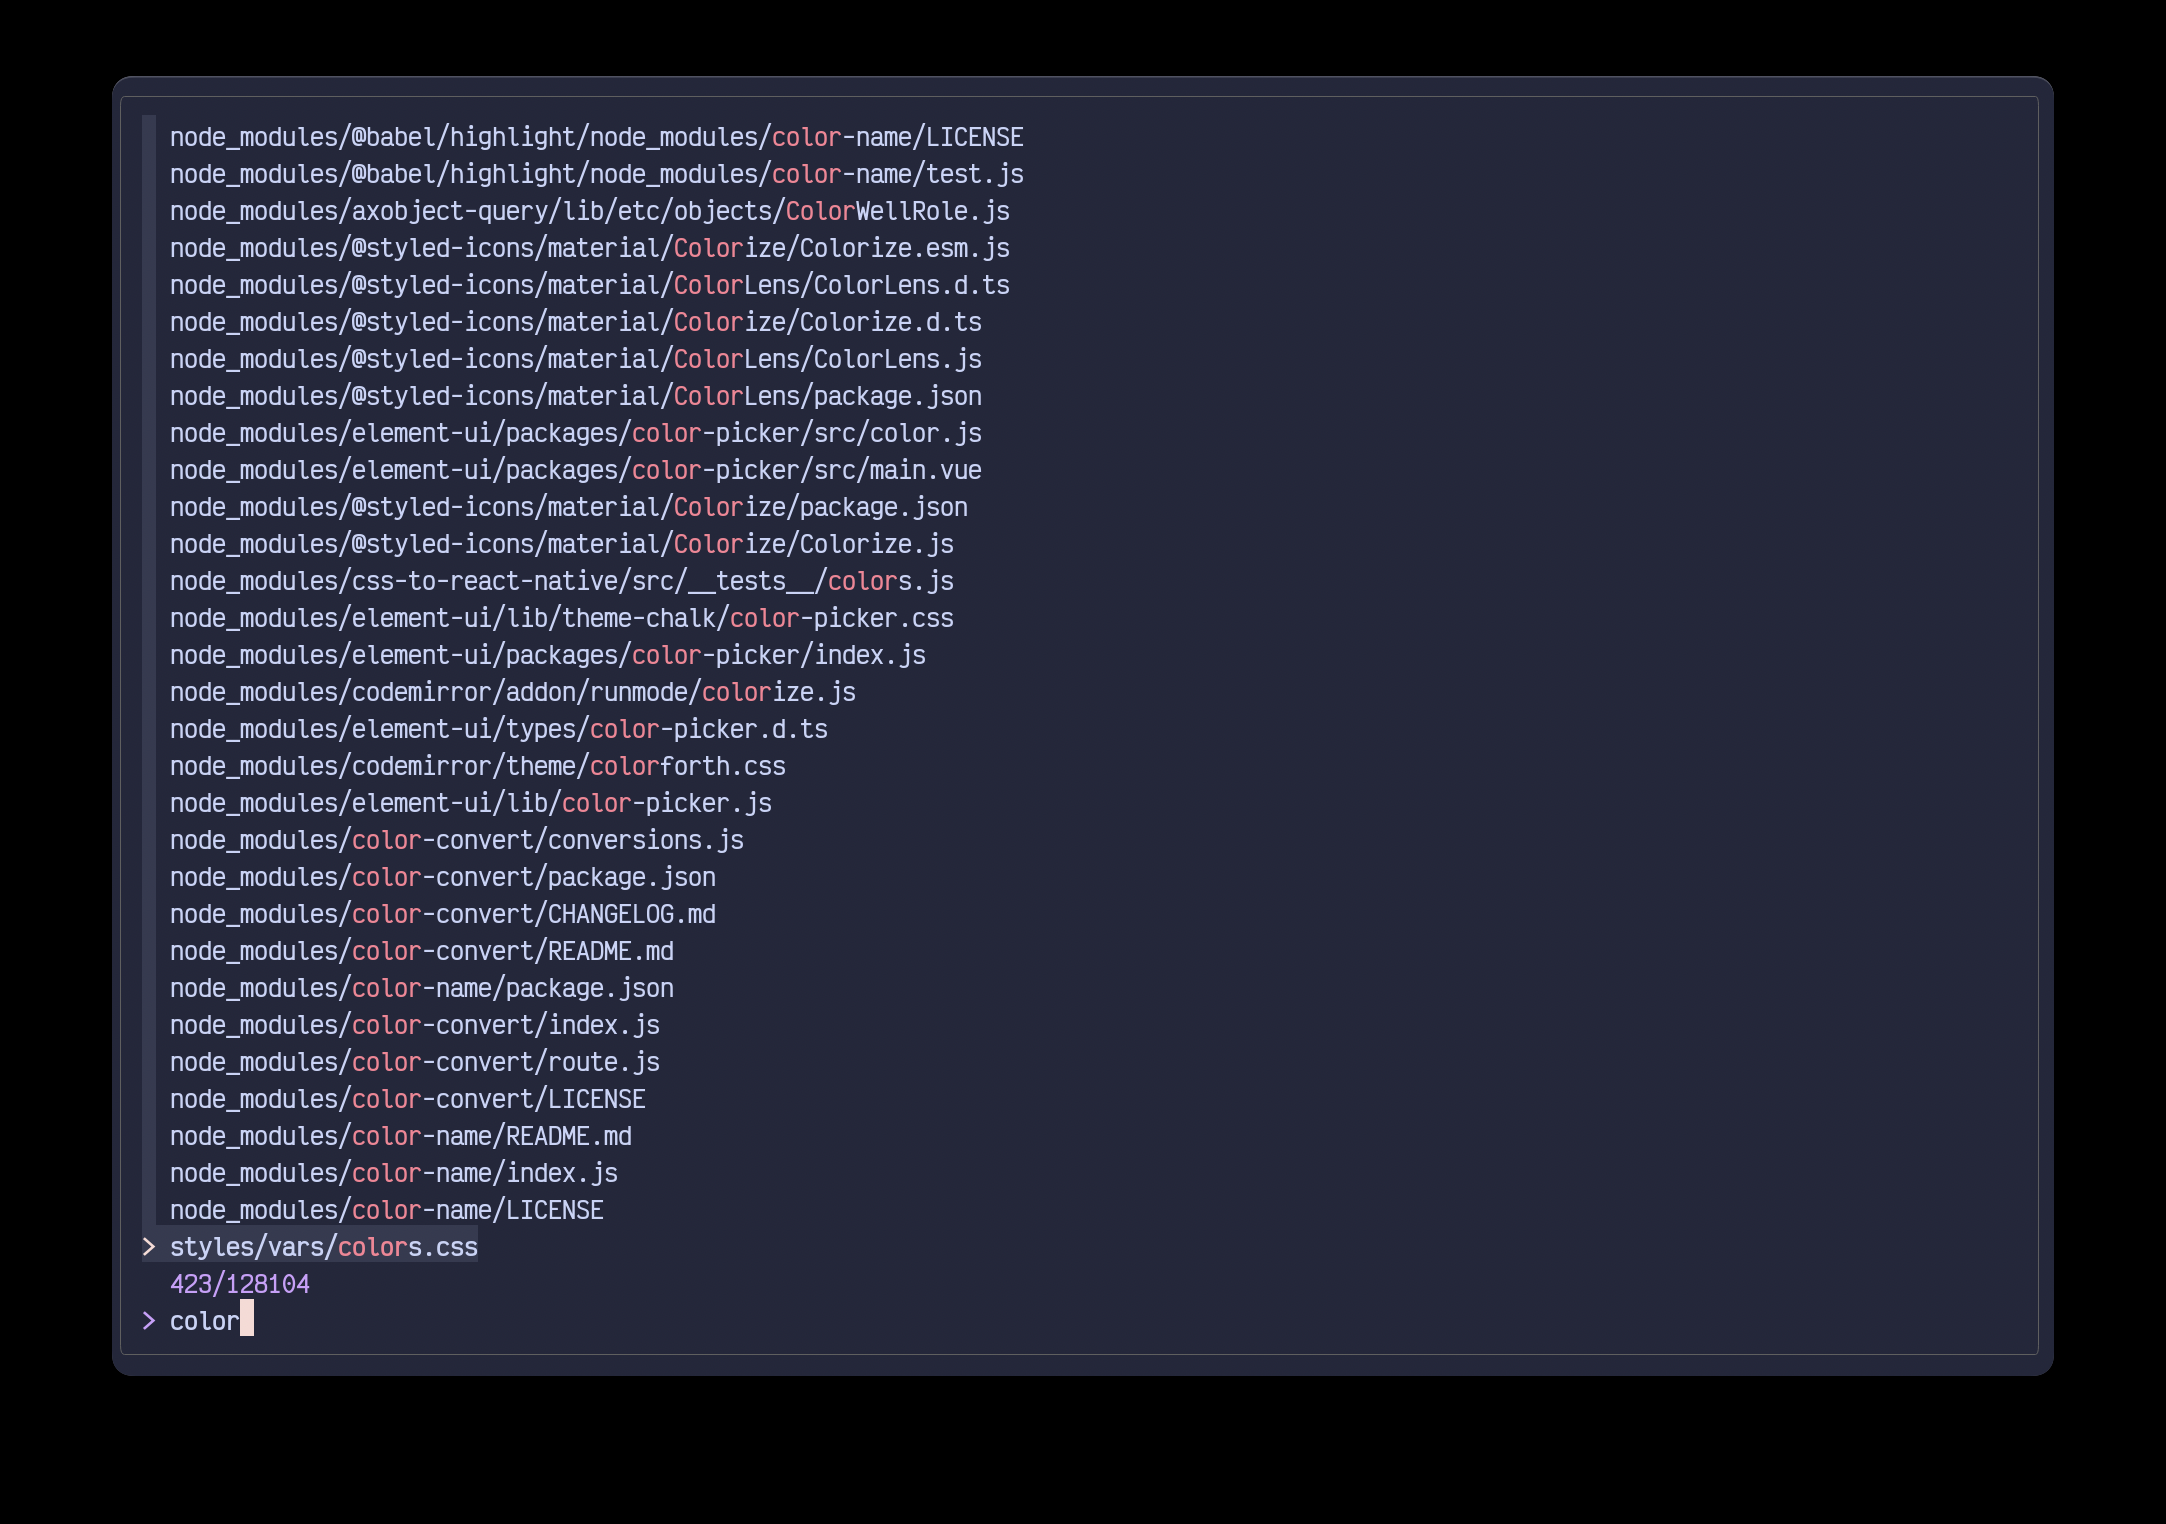 node_modules/@babel/highlight/node_modules/color-name/LICENSE
node_modules/@babel/highlight/node_modules/color-name/test.js
node_modules/axobject-query/lib/etc/objects/ColorWellRole.js
node_modules/@styled-icons/material/Colorize/Colorize.esm.js
node_modules/@styled-icons/material/ColorLens/ColorLens.d.ts
node_modules/@styled-icons/material/Colorize/Colorize.d.ts
node_modules/@styled-icons/material/ColorLens/ColorLens.js
node_modules/@styled-icons/material/ColorLens/package.json
node_modules/element-ui/packages/color-picker/src/color.js
node_modules/element-ui/packages/color-picker/src/main.vue
node_modules/@styled-icons/material/Colorize/package.json
node_modules/@styled-icons/material/Colorize/Colorize.js
node_modules/css-to-react-native/src/__tests__/colors.js
node_modules/element-ui/lib/theme-chalk/color-picker.css
node_modules/element-ui/packages/color-picker/index.js
node_modules/codemirror/addon/runmode/colorize.js
node_modules/element-ui/types/color-picker.d.ts
node_modules/codemirror/theme/colorforth.css
node_modules/element-ui/lib/color-picker.js
node_modules/color-convert/conversions.js
node_modules/color-convert/package.json
node_modules/color-convert/CHANGELOG.md
node_modules/color-convert/README.md
node_modules/color-name/package.json
node_modules/color-convert/index.js
node_modules/color-convert/route.js
node_modules/color-convert/LICENSE
node_modules/color-name/README.md
node_modules/color-name/index.js
node_modules/color-name/LICENSE
> styles/vars/colors.css
423/128104
> color